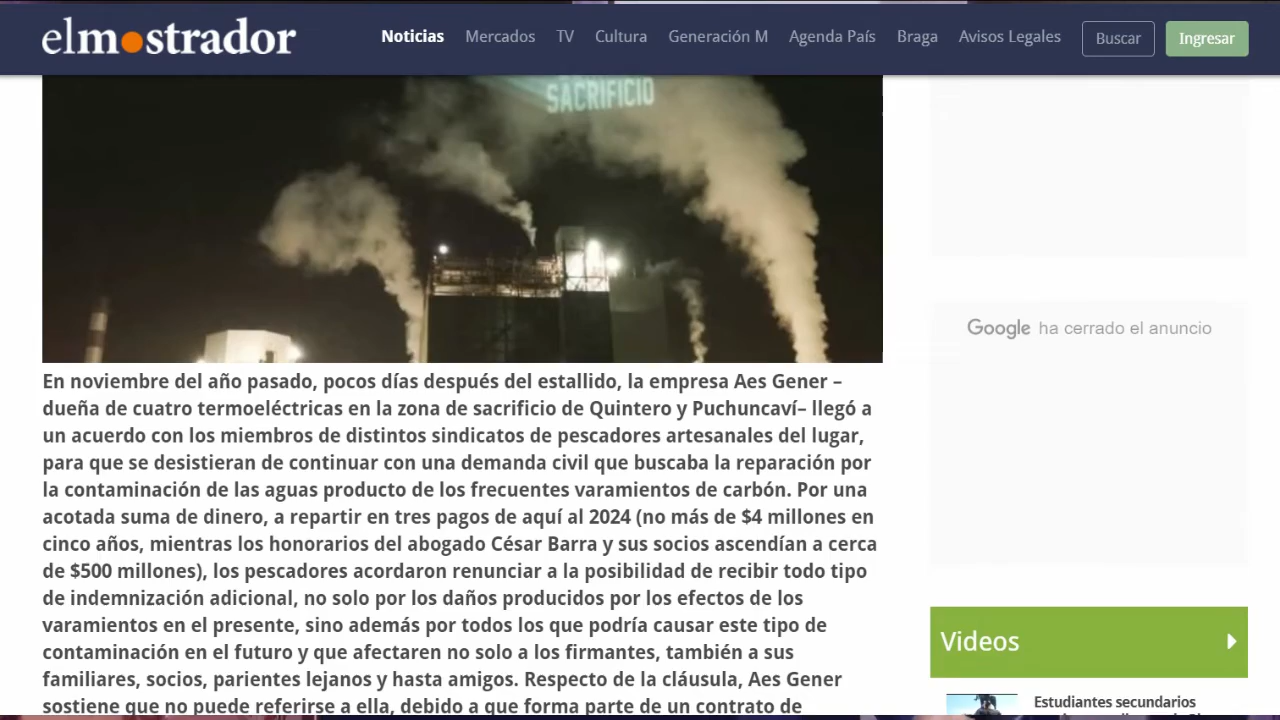 elmostrador
Noticias Mercados TV Cultura Generación M Agenda País Braga Avisos Legales Buscar Ingresar
SACRIFICIO
En noviembre del año pasado, pocos días después del estallido, la empresa Aes Gener –
dueña de cuatro termoeléctricas en la zona de sacrificio de Quintero y Puchuncaví– llegó a
un acuerdo con los miembros de distintos sindicatos de pescadores artesanales del lugar,
para que se desistieran de continuar con una demanda civil que buscaba la reparación por
la contaminación de las aguas producto de los frecuentes varamientos de carbón. Por una
acotada suma de dinero, a repartir en tres pagos de aquí al 2024 (no más de $4 millones en
cinco años, mientras los honorarios del abogado César Barra y sus socios ascendían a cerca
de $500 millones), los pescadores acordaron renunciar a la posibilidad de recibir todo tipo
de indemnización adicional, no solo por los daños producidos por los efectos de los
varamientos en el presente, sino además por todos los que podría causar este tipo de
contaminación en el futuro y que afectaren no solo a los firmantes, también a sus
familiares, socios, parientes lejanos y hasta amigos. Respecto de la cláusula, Aes Gener
sostiene que no puede referirse a ella, debido a que forma parte de un contrato de
Google ha cerrado el anuncio
Videos
Estudiantes secundarios